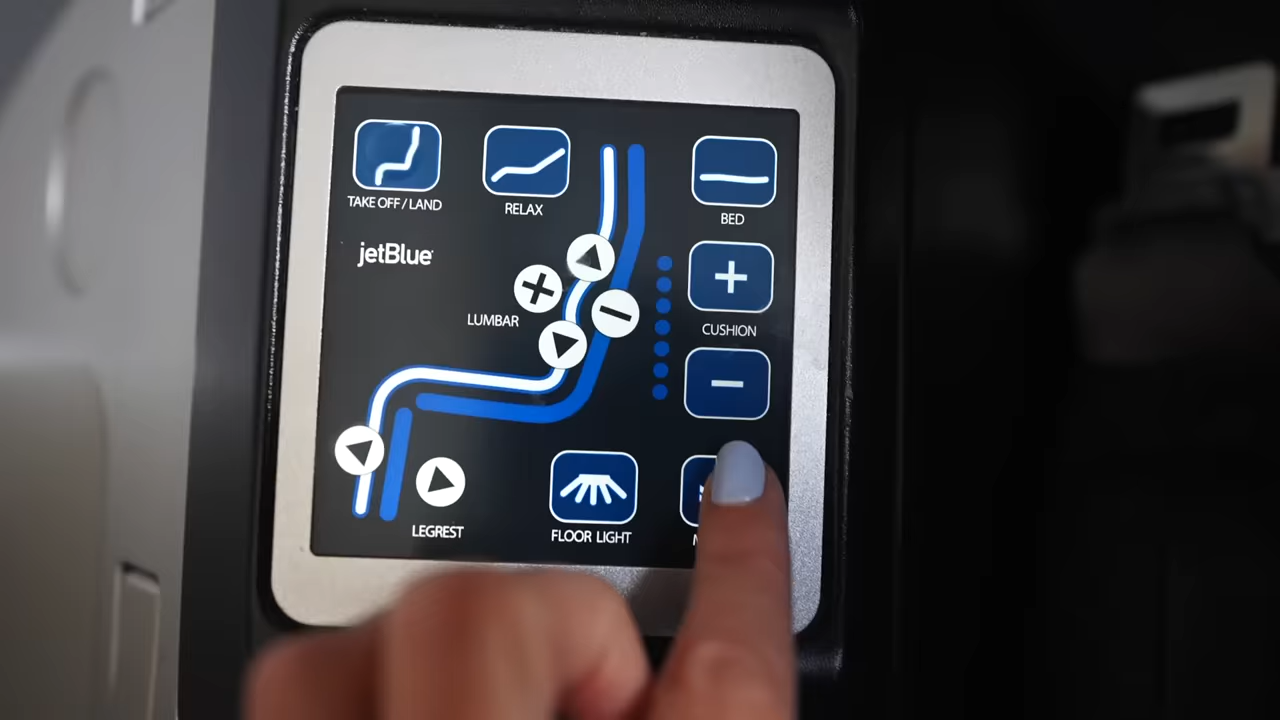 TAKE OFF / LAND
RELAX
BED
jetBlue
LUMBAR
CUSHION
LEGREST
FLOOR LIGHT